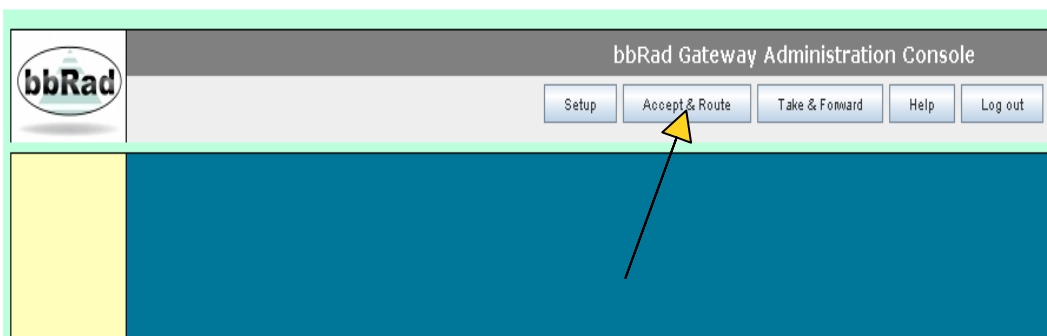 bbRad
bbRad Gateway Administration Console
Setup Accept & Route Take & Forward Help Log out